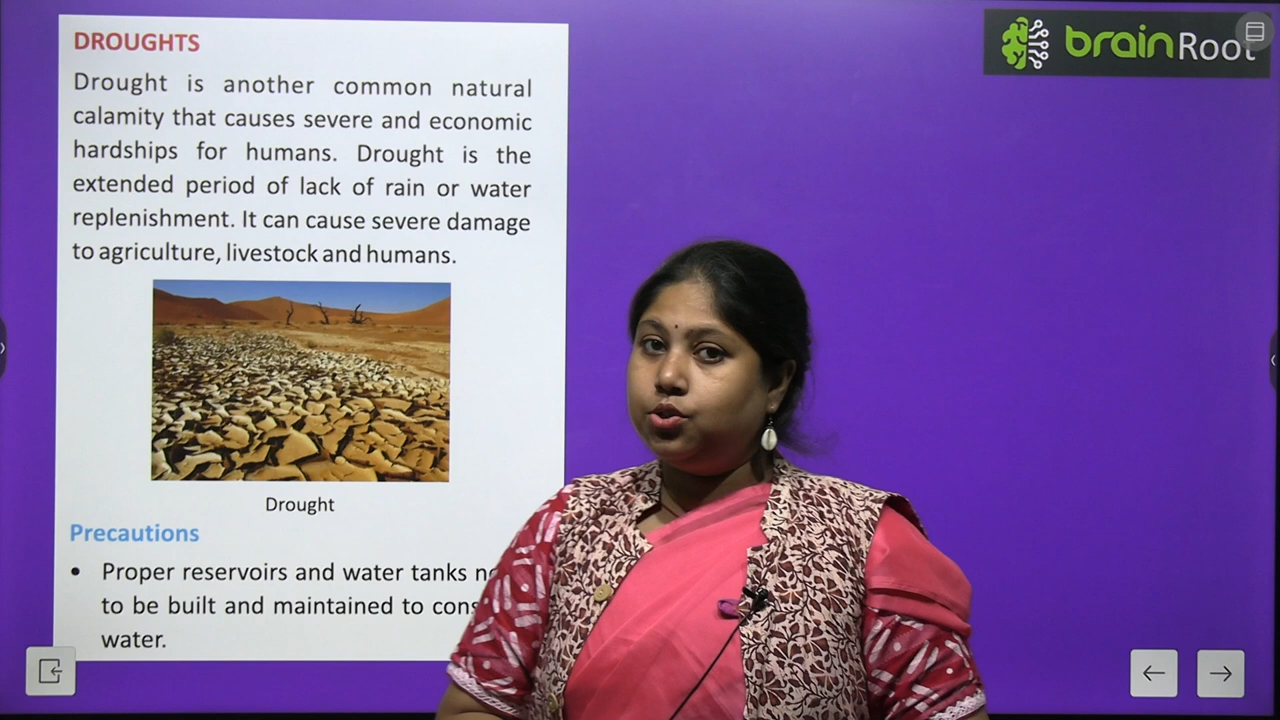 DROUGHTS
Drought is another common natural
calamity that causes severe and economic
hardships for humans. Drought is the
extended period of lack of rain or water
replenishment. It can cause severe damage
to agriculture, livestock and humans.
Drought
Precautions
• Proper reservoirs and water tanks
to be built and maintained to
water.
brainRoot